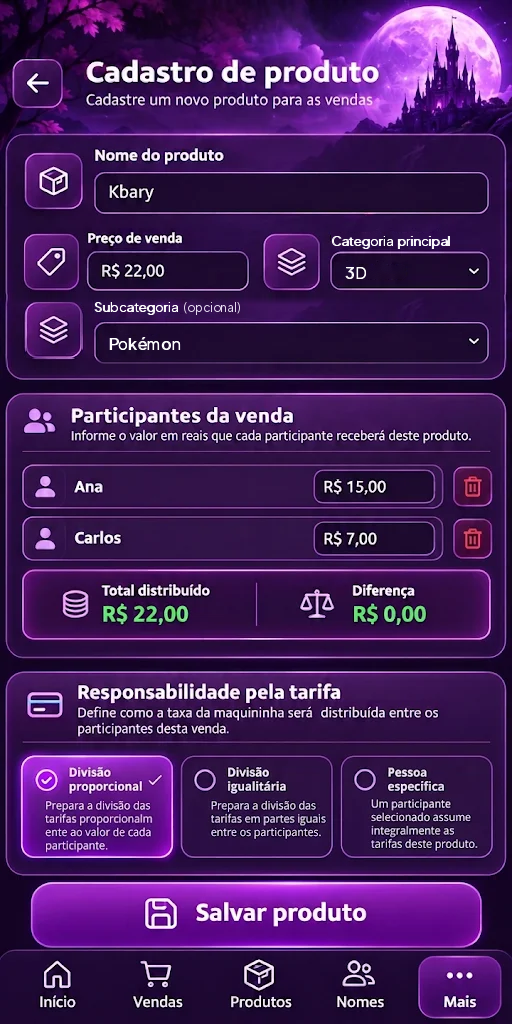 Cadastro de produto
Cadastre um novo produto para as vendas
Nome do produto
Kbary
Preço de venda
R$ 22,00
Categoria principal
3D
Subcategoria (opcional)
Pokémon
Participantes da venda
Informe o valor em reais que cada participante receberá deste produto.
Ana
R$ 15,00
Carlos
R$ 7,00
Total distribuído
R$ 22,00
Diferença
R$ 0,00
Responsabilidade pela tarifa
Define como a taxa da maquininha será distribuída entre os
participantes desta venda.
Divisão
proporcional
Prepara a divisão das
tarifas proporcionalm
ente ao valor de cada
participante.
Divisão
igualitária
Prepara a divisão das
tarifas em partes iguais
entre os participantes.
Pessoa
específica
Um participante
selecionado assume
integralmente as
tarifas deste produto.
Salvar produto
Início
Vendas
Produtos
Nomes
Mais